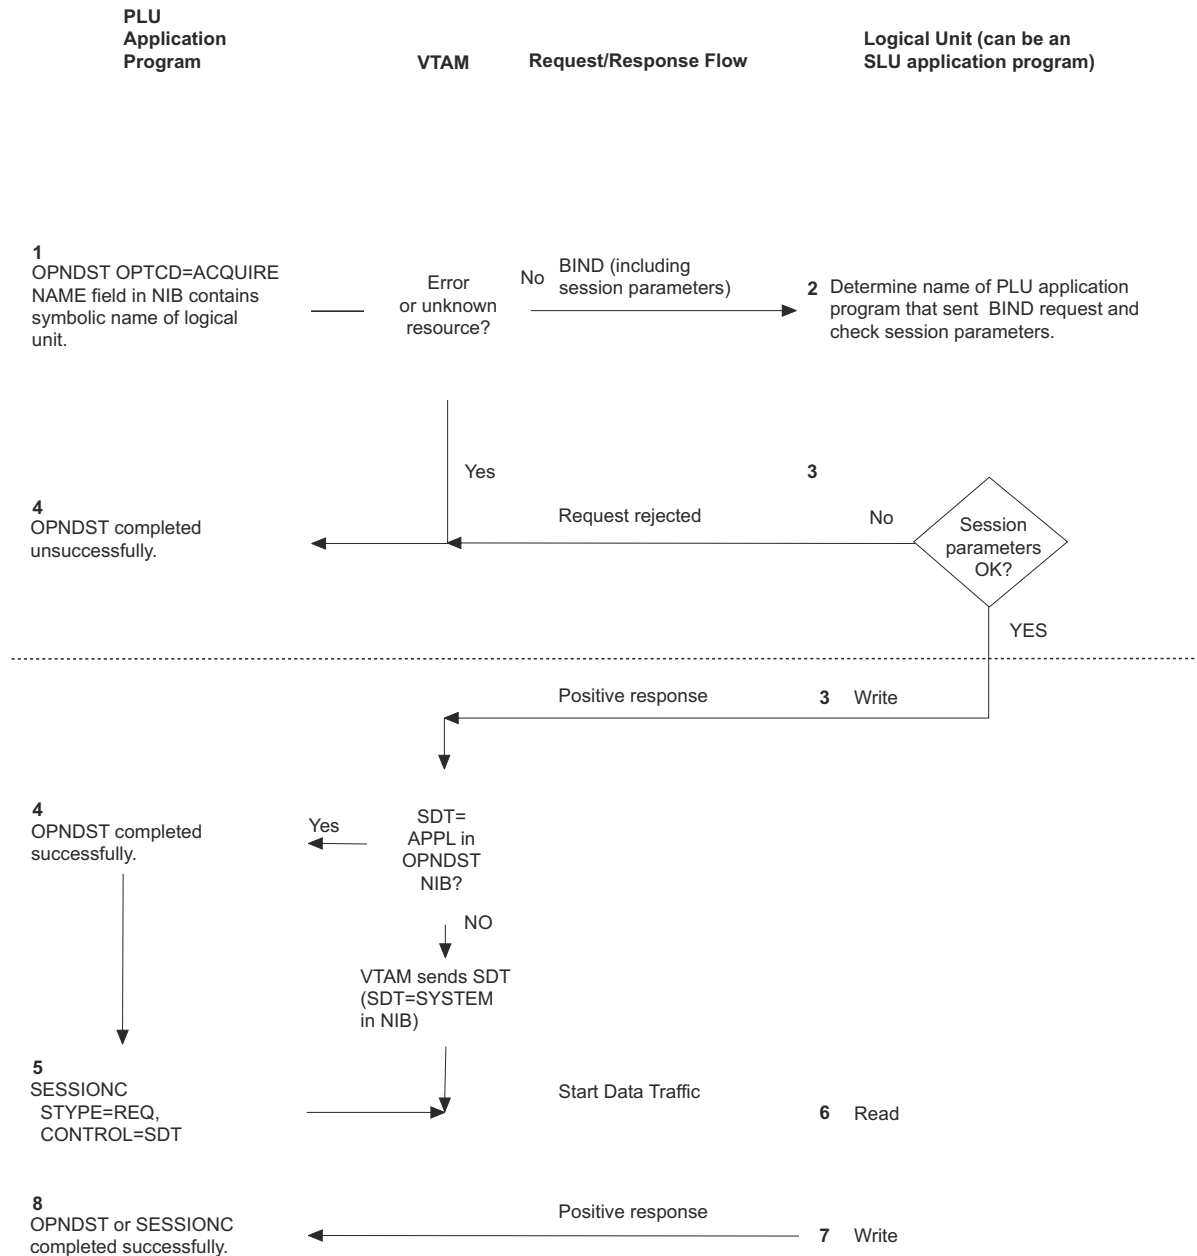 PLU
Application
Program
VTAM
Request/Response Flow
Logical Unit (can be an
SLU application program)
1
OPNDST OPTCD=ACQUIRE
NAME field in NIB contains
symbolic name of logical
unit.
Error
or unknown
resource?
No
BIND (including
session parameters)
2 Determine name of PLU application
program that sent BIND request and
check session parameters.
Yes
3
4
OPNDST completed
unsuccessfully.
Request rejected
No
Session
parameters
OK?
YES
Positive response
3 Write
4
OPNDST completed
successfully.
Yes
SDT=
APPL in
OPNDST
NIB?
NO
VTAM sends SDT
(SDT=SYSTEM
in NIB)
5
SESSIONC
STYPE=REQ,
CONTROL=SDT
Start Data Traffic
6 Read
8
OPNDST or SESSIONC
completed successfully.
Positive response
7 Write